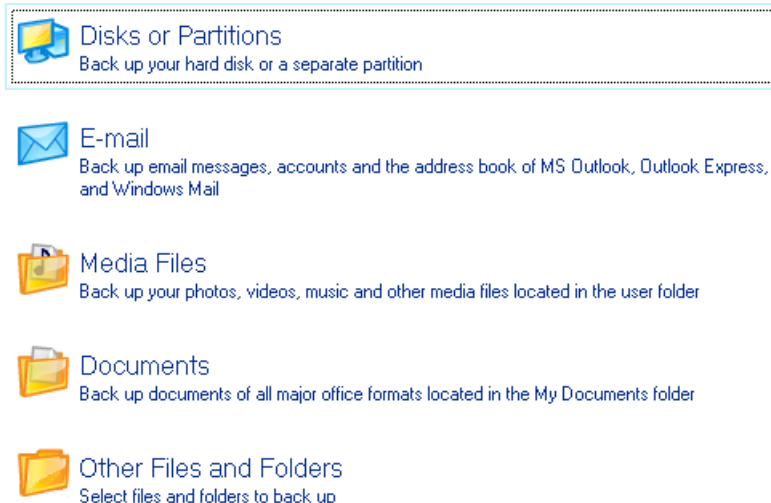 Disks or Partitions
Back up your hard disk or a separate partition
E-mail
Back up email messages, accounts and the address book of MS Outlook, Outlook Express,
and Windows Mail
Media Files
Back up your photos, videos, music and other media files located in the user folder
Documents
Back up documents of all major office formats located in the My Documents folder
Other Files and Folders
Select files and folders to back up